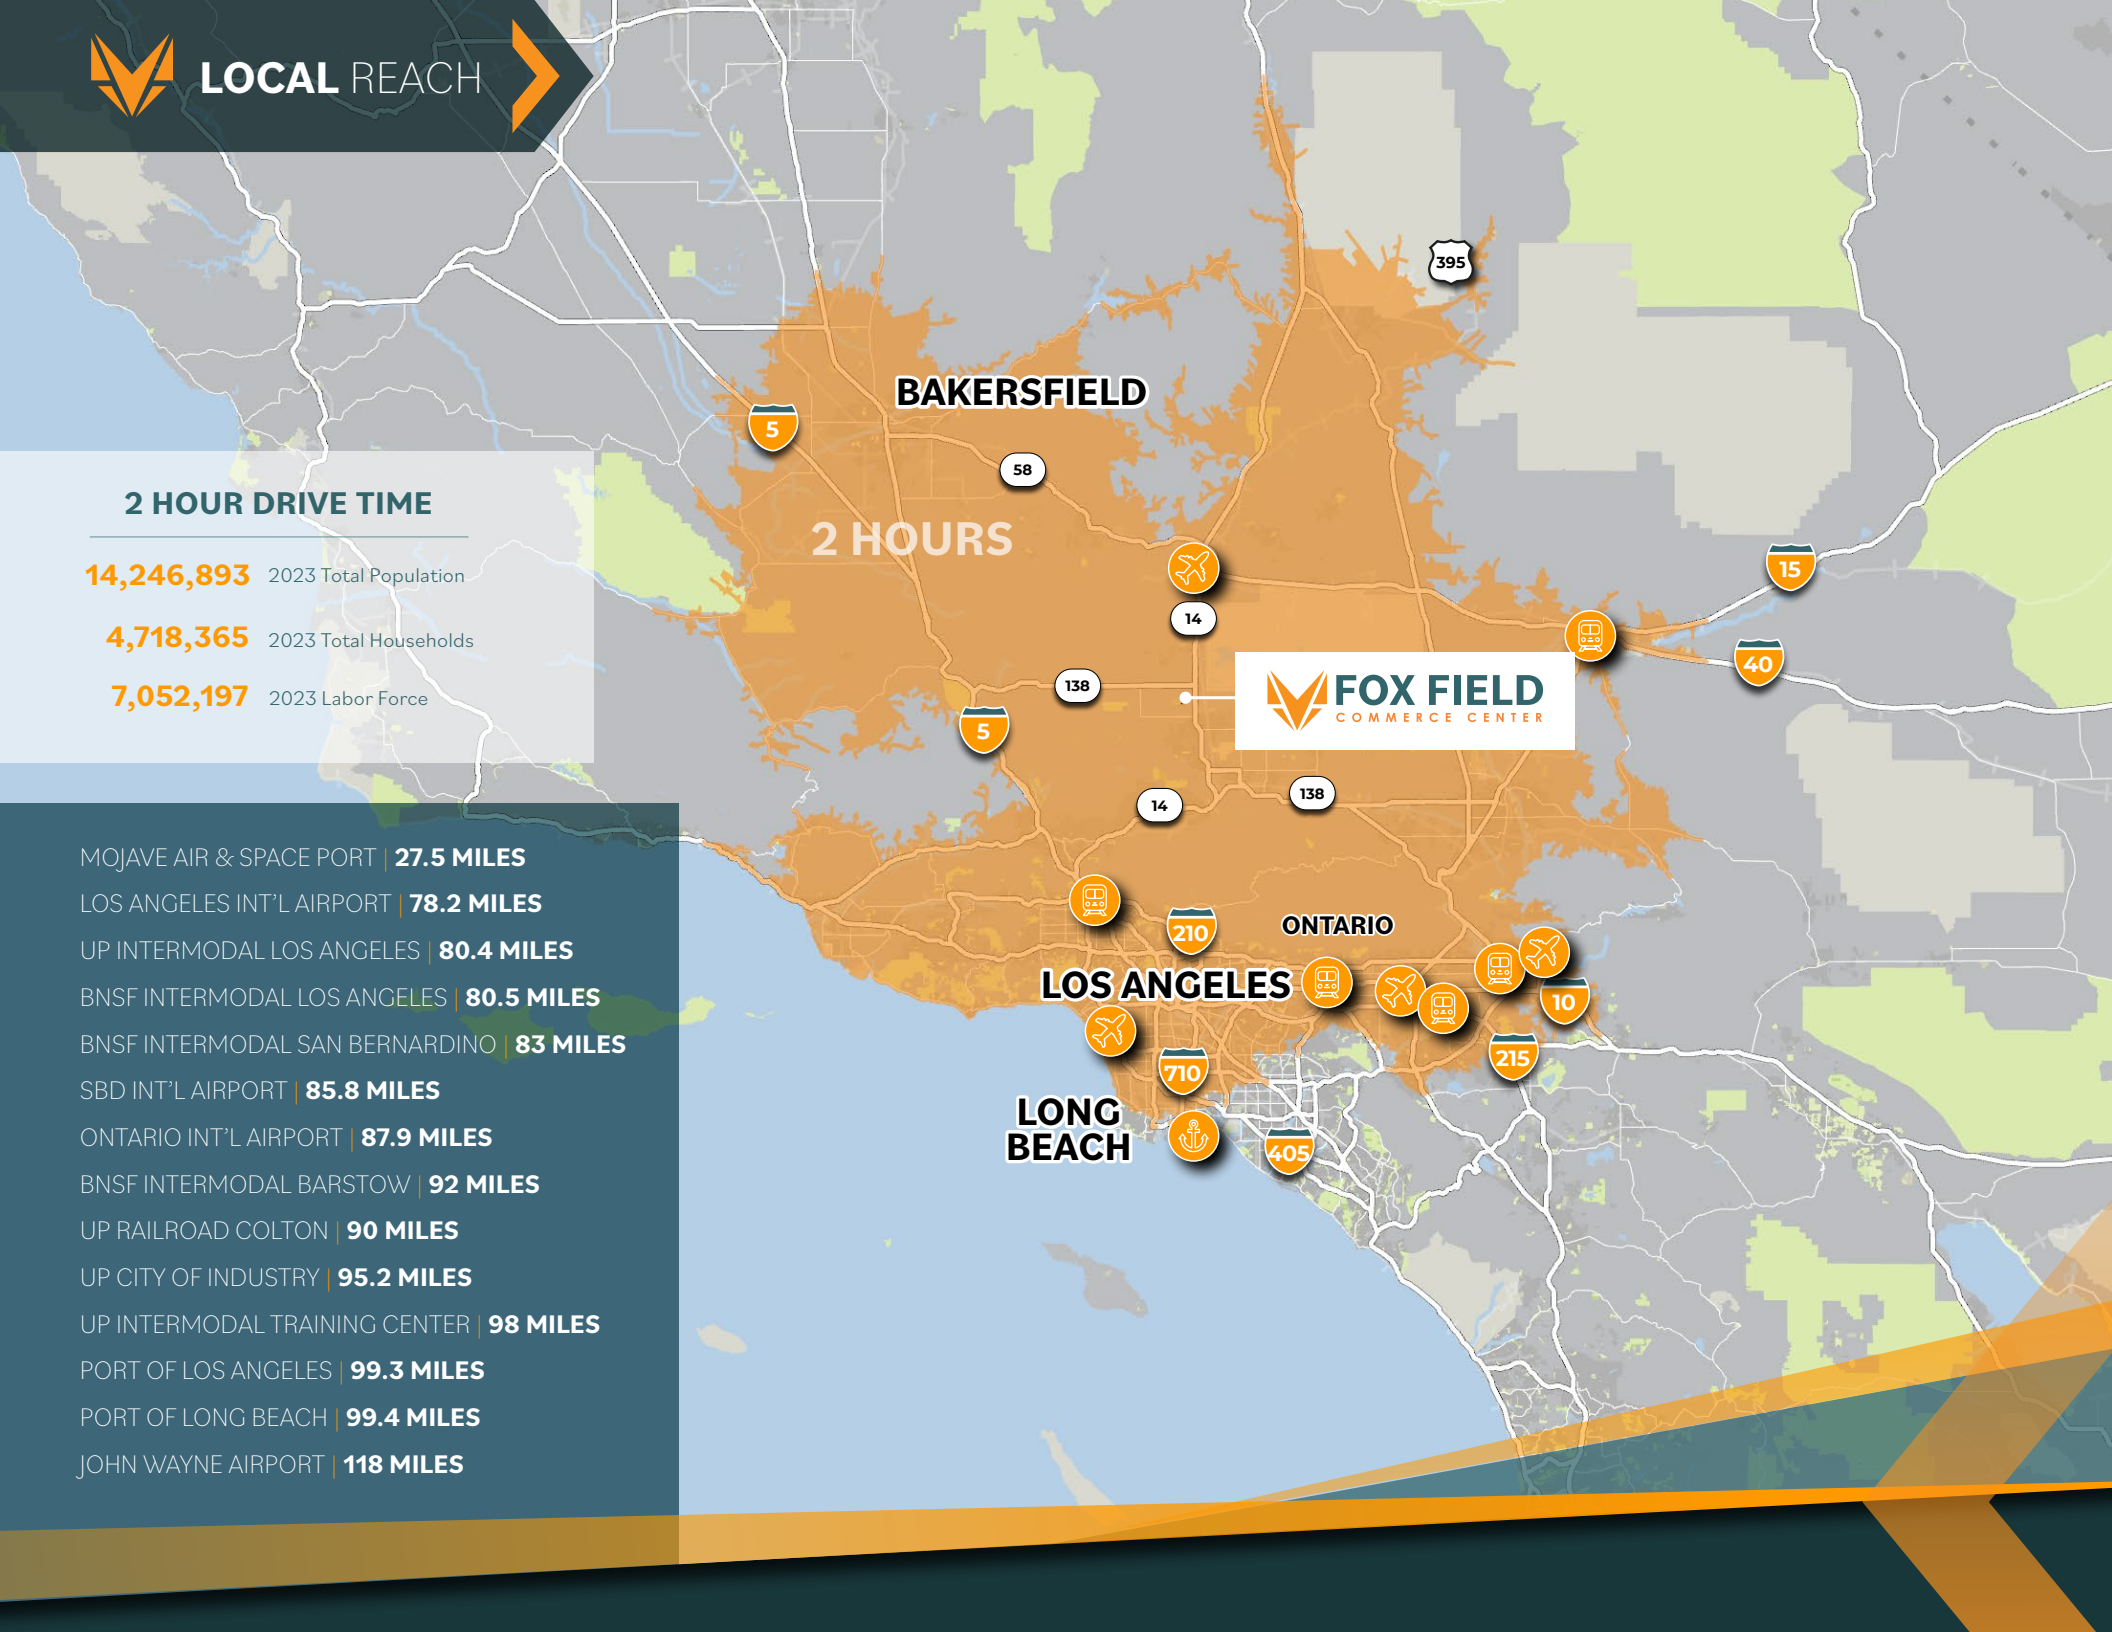 LOCAL REACH
395
BAKERSFIELD
5
58
2 HOUR DRIVE TIME
14,246,893 2023 Total Population
4,718,365 2023 Total Households
7,052,197 2023 Labor Force
2 HOURS
15
14
40
138
FOX FIELD
COMMERCE CENTER
5
138
14
MOJAVE AIR & SPACE PORT | 27.5 MILES
LOS ANGELES INT'L AIRPORT | 78.2 MILES
UP INTERMODAL LOS ANGELES | 80.4 MILES
BNSF INTERMODAL LOS ANGELES | 80.5 MILES
BNSF INTERMODAL SAN BERNARDINO | 83 MILES
SBD INT'L AIRPORT | 85.8 MILES
ONTARIO INT'L AIRPORT | 87.9 MILES
BNSF INTERMODAL BARSTOW | 92 MILES
UP RAILROAD COLTON | 90 MILES
UP CITY OF INDUSTRY | 95.2 MILES
UP INTERMODAL TRAINING CENTER | 98 MILES
PORT OF LOS ANGELES | 99.3 MILES
PORT OF LONG BEACH | 99.4 MILES
JOHN WAYNE AIRPORT | 118 MILES
210
ONTARIO
LOS ANGELES
10
215
710
LONG
BEACH
405